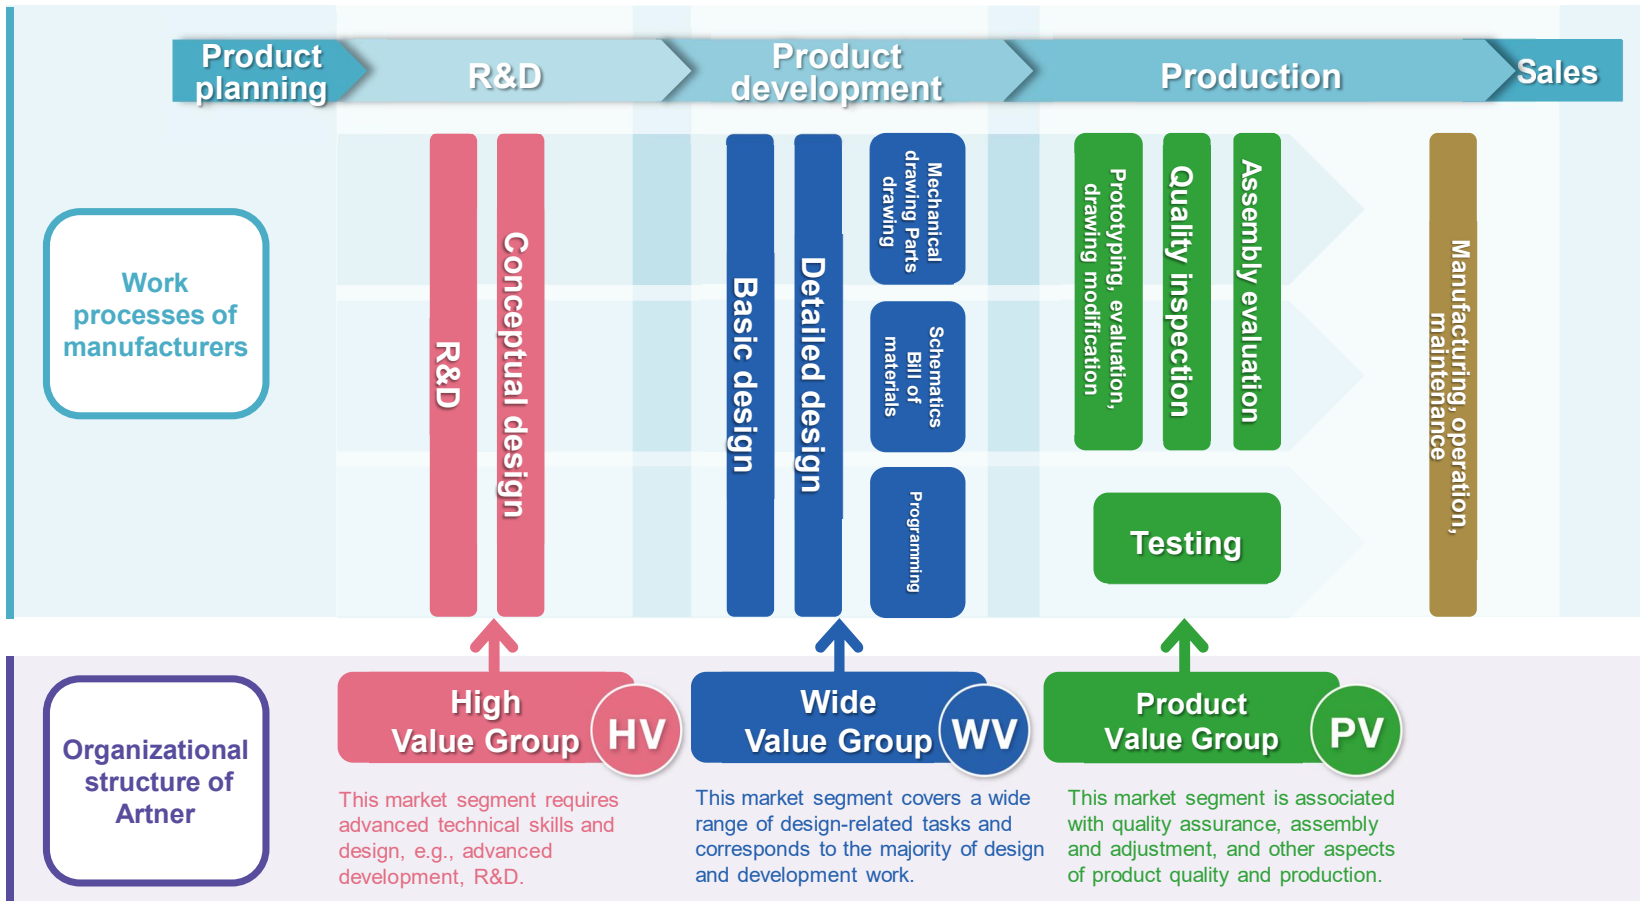 Product
planning
R&D
Product
development
Production
Sales
Work
processes of
manufacturers
R&D
Conceptual design
Basic design
Detailed design
Mechanical
drawing Parts
drawing
Schematics
Bill of
materials
Programming
Prototyping, evaluation,
drawing modification
Quality inspection
Assembly evaluation
Testing
Manufacturing, operation,
maintenance
Organizational
structure of
Artner
High
Value Group
HV
This market segment requires
advanced technical skills and
design, e.g., advanced
development, R&D.
Wide
Value Group
WV
This market segment covers a wide
range of design-related tasks and
corresponds to the majority of design
and development work.
Product
Value Group
PV
This market segment is associated
with quality assurance, assembly
and adjustment, and other aspects
of product quality and production.